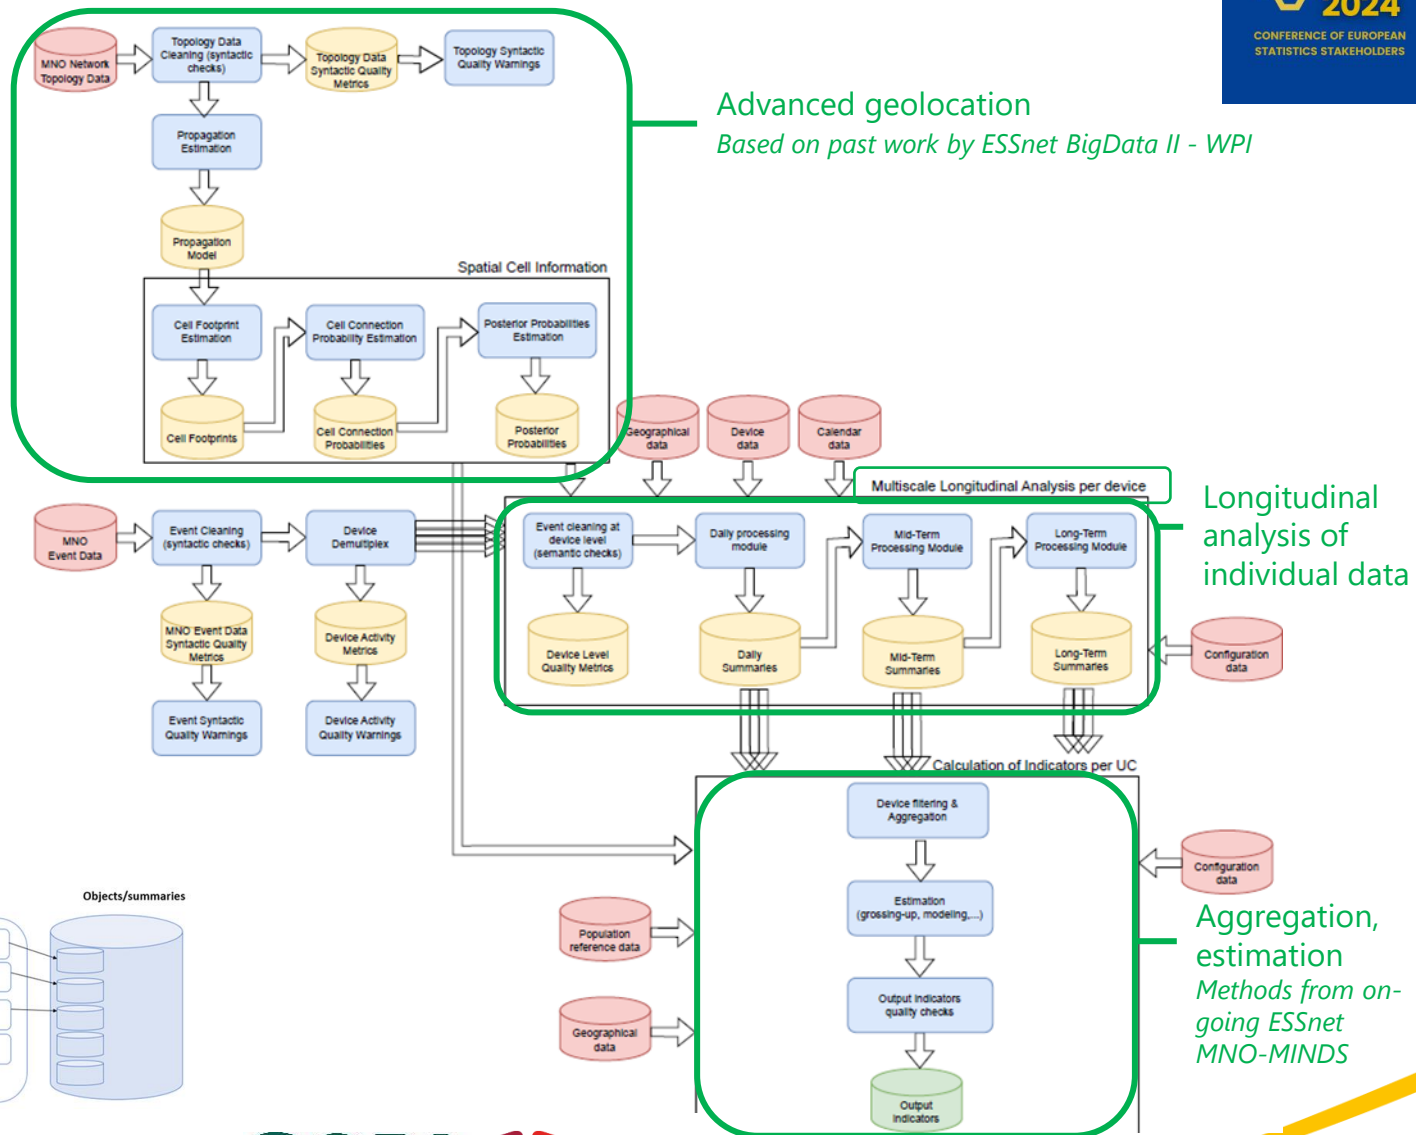 2024
CONFERENCE OF EUROPEAN
STATISTICS STAKEHOLDERS
MNO Network
Topology Data
Topology Data
Cleaning (syntactic
checks)
Topology Data
Syntactic Quality
Metrics
Topology Syntactic
Quality Warnings
Advanced geolocation
Based on past work by ESSnet BigData II - WPI
Propagation
Estimation
Propagation
Model
Spatial Cell Information
Cell Footprint
Estimation
Cell Connection
Probability Estimation
Posterior Probabilities
Estimation
Cell Footprints
Cell Connection
Probabilities
Posterior
Probabilities
Geographical
data
Device
data
Calendar
data
Multiscale Longitudinal Analysis per device
Longitudinal
analysis of
individual data
MNO
Event Data
Event Cleaning
(syntactic checks)
Device
Demultiplex
Event cleaning at
device level
(semantic checks)
Daily processing
module
Mid-Term
Processing Module
Long-Term
Processing Module
MNO Event Data
Syntactic Quality
Metrics
Device Activity
Metrics
Device Level
Quality Metrics
Daily
Summaries
Mid-Term
Summaries
Long-Term
Summaries
Configuration
data
Event Syntactic
Quality Warnings
Device Activity
Quality Warnings
Calculation of Indicators per UC
Device filtering &
Aggregation
Configuration
data
Estimation
(grossing-up, modeling,...)
Population
reference data
Aggregation,
estimation
Methods from on-
going ESSnet
MNO-MINDS
Output Indicators
quality checks
Geographical
data
Output
Indicators
Objects/summaries